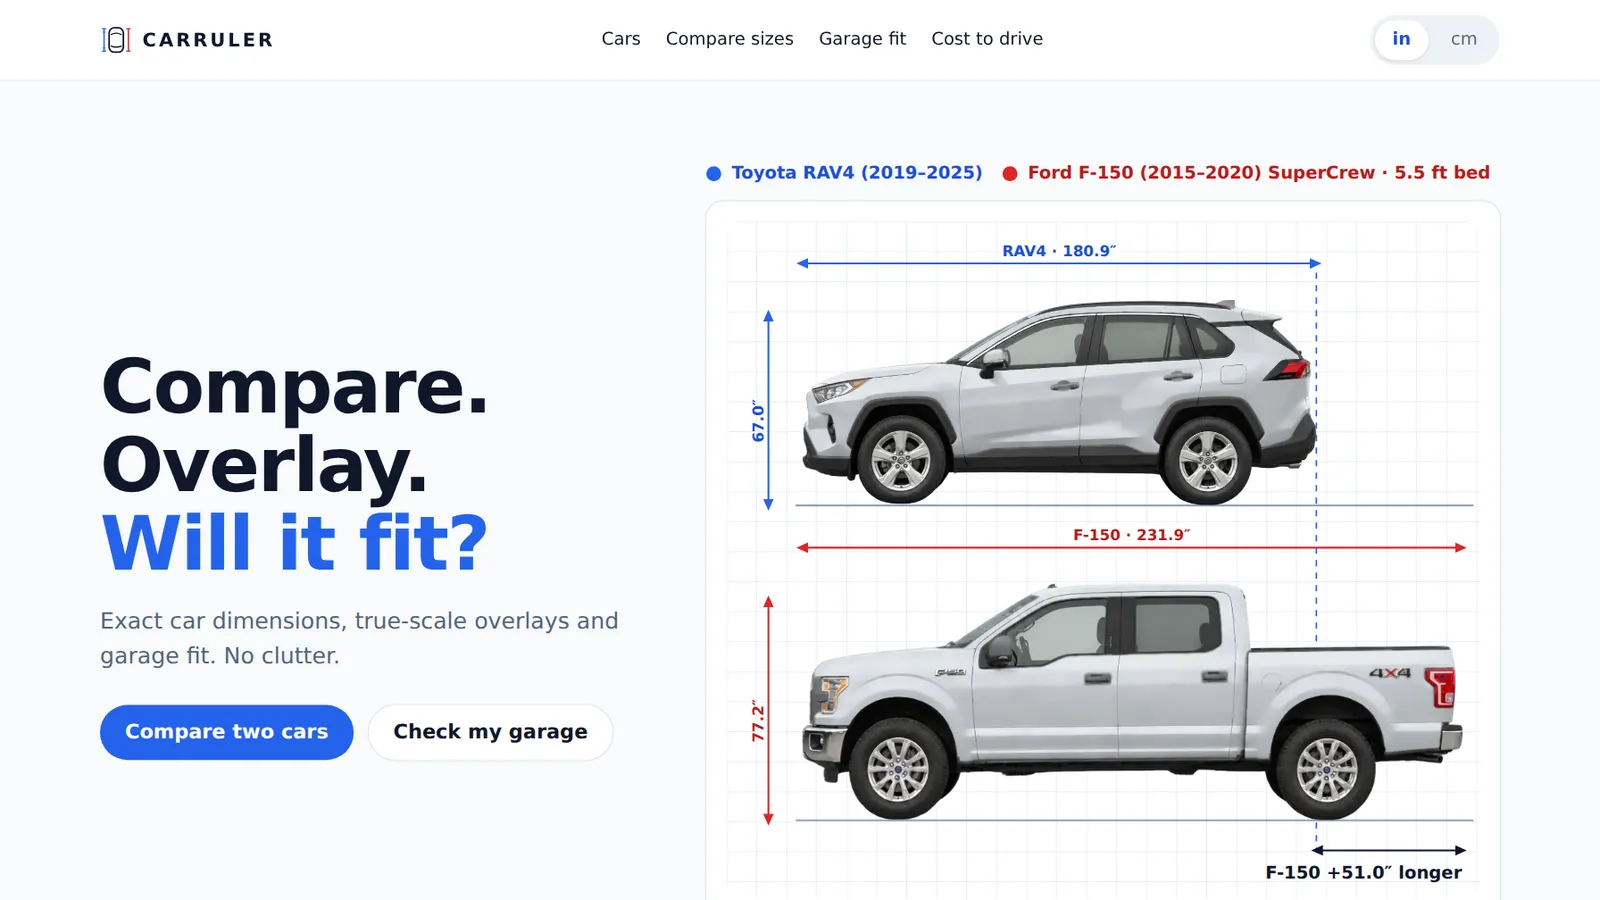 CARRULER
Cars Compare sizes Garage fit Cost to drive
in cm
Toyota RAV4 (2019–2025) Ford F-150 (2015–2020) SuperCrew · 5.5 ft bed
RAV4 · 180.9″
67.0″
F-150 · 231.9″
77.2″
F-150
4X4
F-150 +51.0″ longer
Compare.
Overlay.
Will it fit?
Exact car dimensions, true-scale overlays and
garage fit. No clutter.
Compare two cars Check my garage